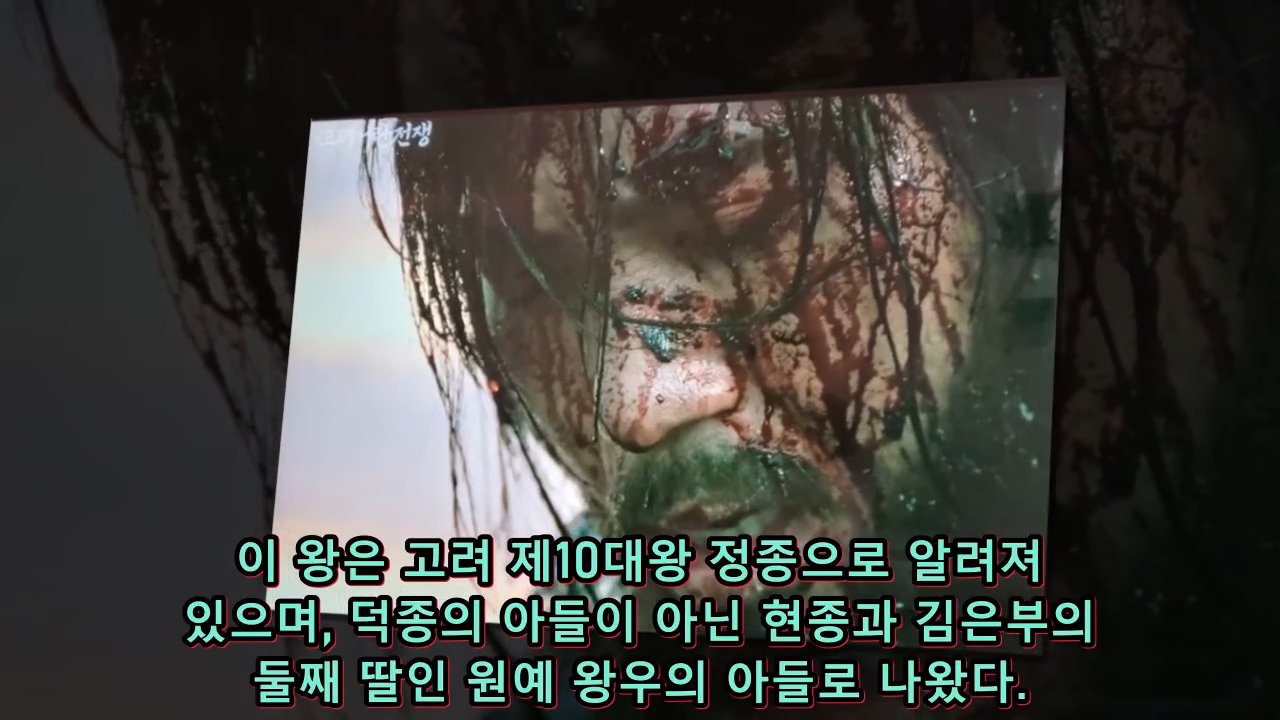 이 왕은 고려 제10대왕 정종으로 알려져
있으며, 덕종의 아들이 아닌 현종과 김은부의
둘째 딸인 원예 왕우의 아들로 나왔다.